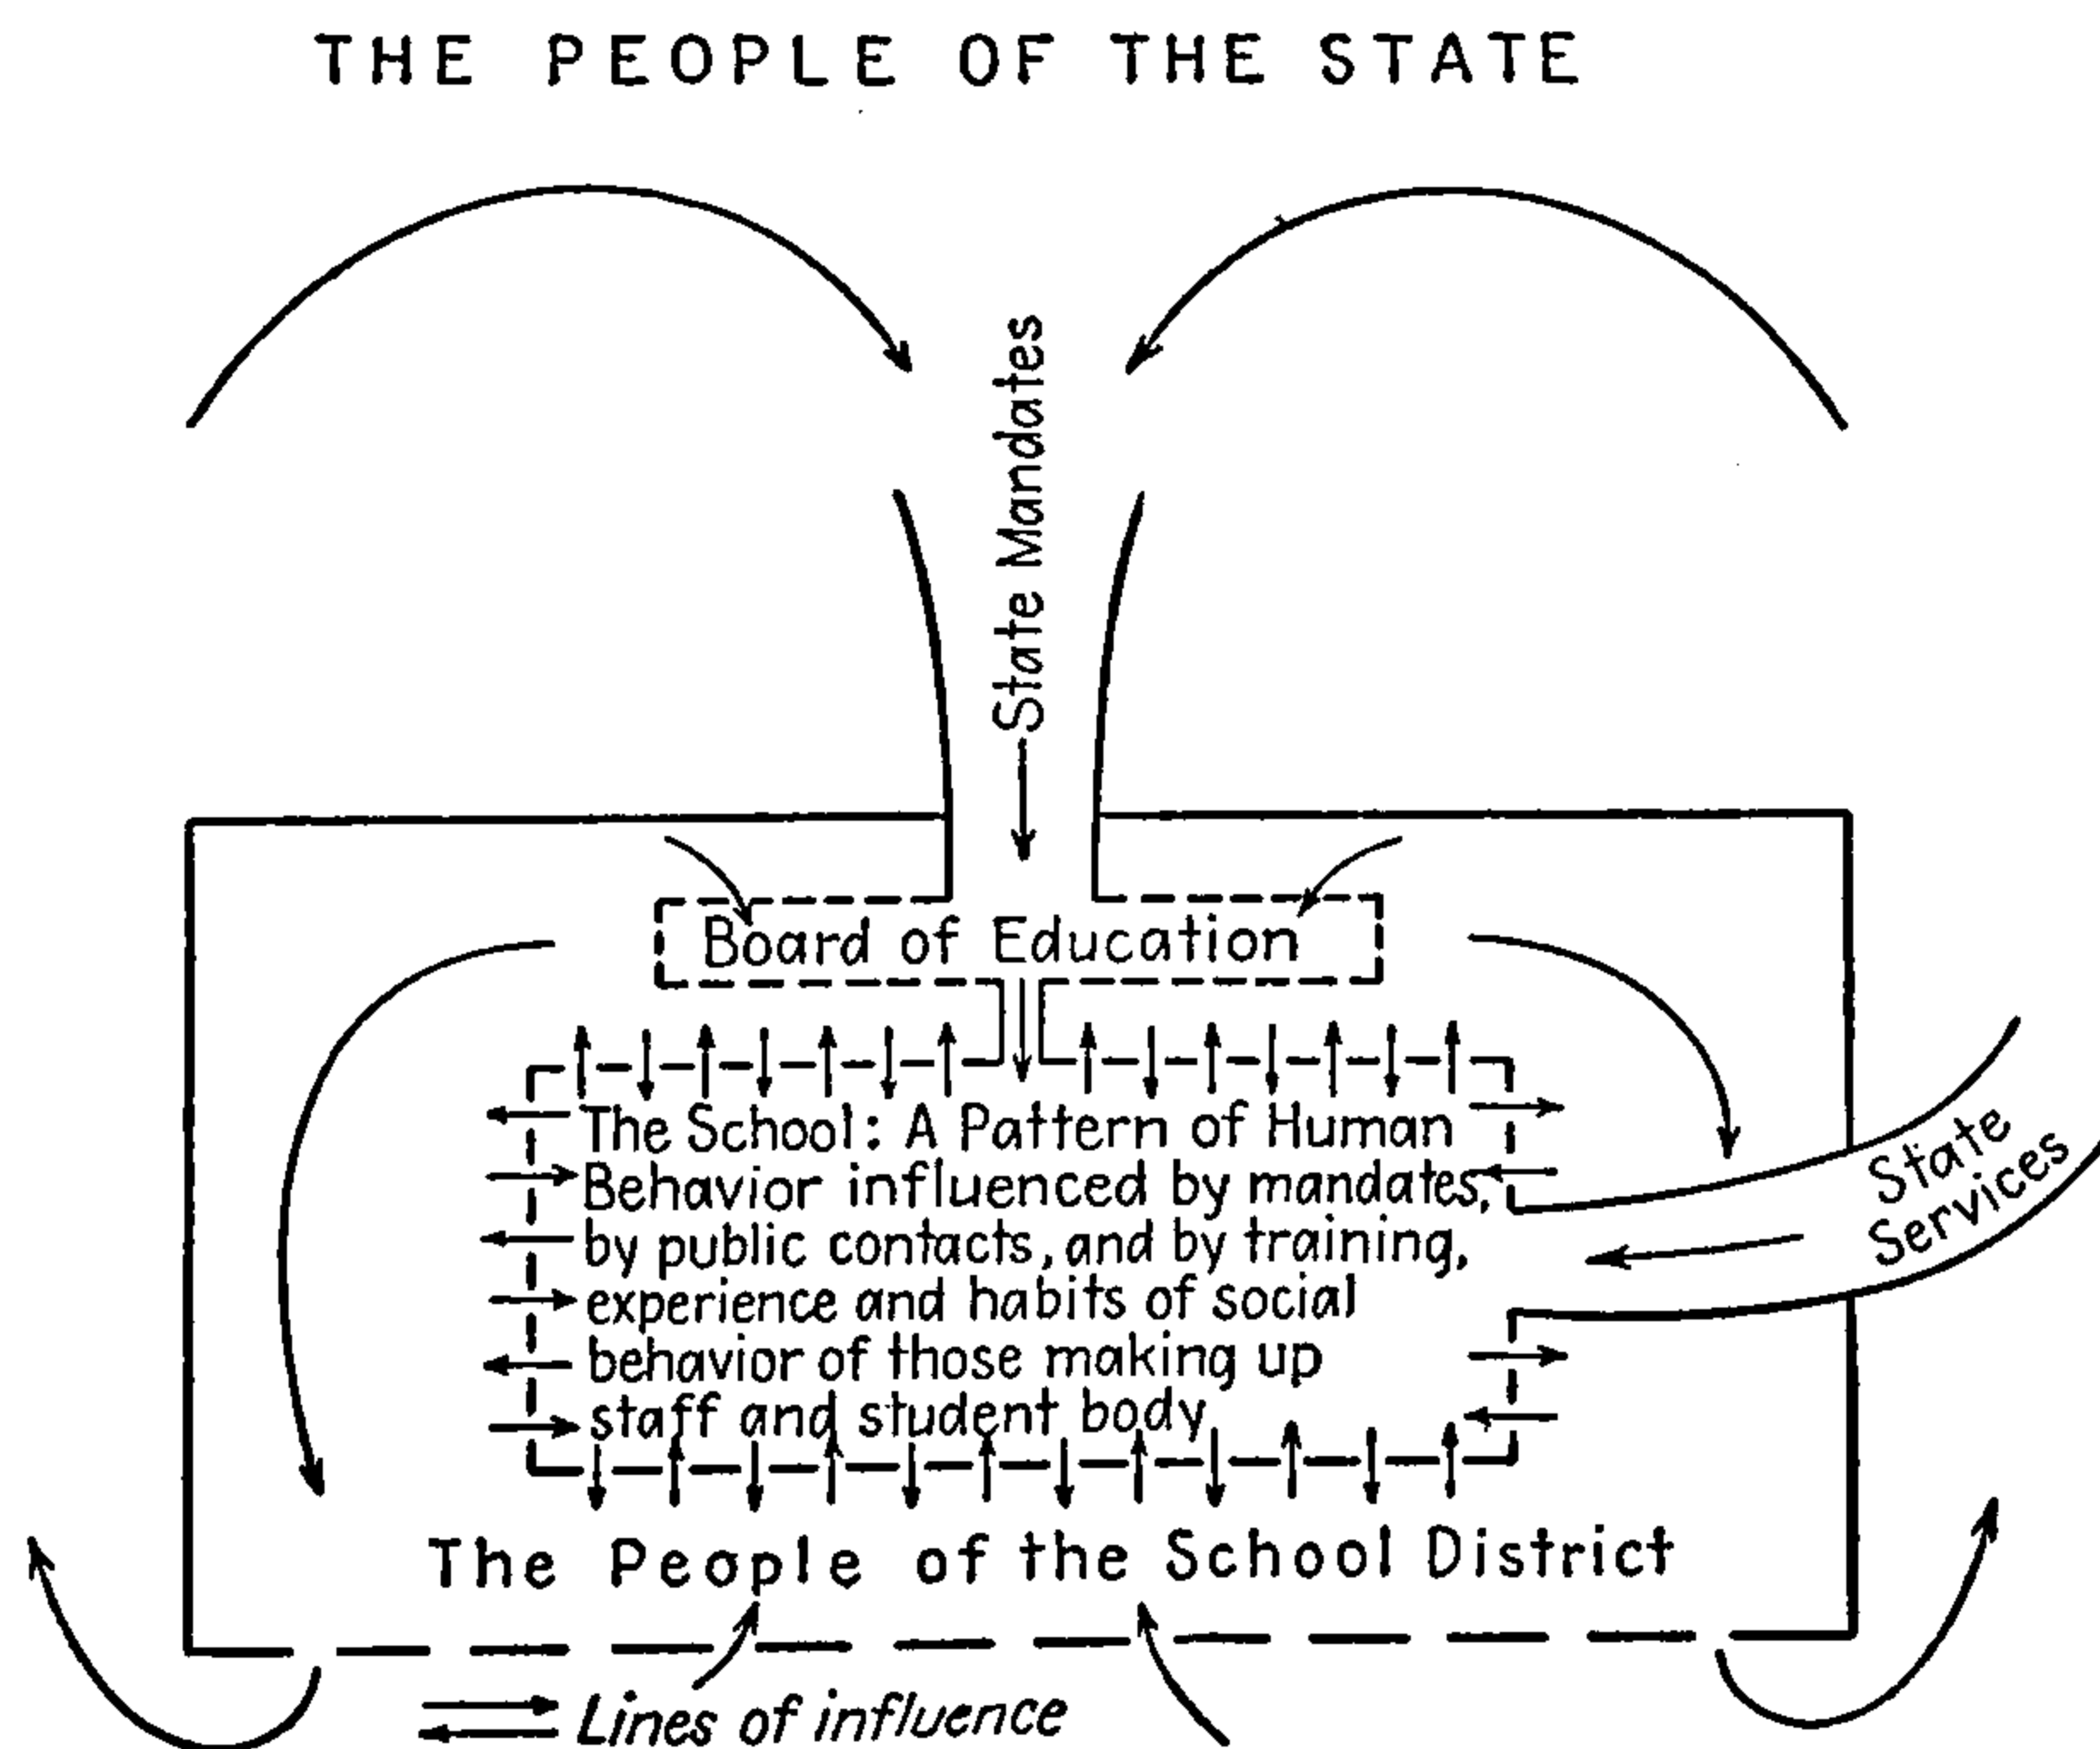 THE PEOPLE OF THE STATE
State Mandates
Board of Education
The School: A Pattern of Human
Behavior influenced by mandates,
by public contacts, and by training,
experience and habits of social
behavior of those making up
staff and student body
State
Services
The People of the School District
Lines of influence